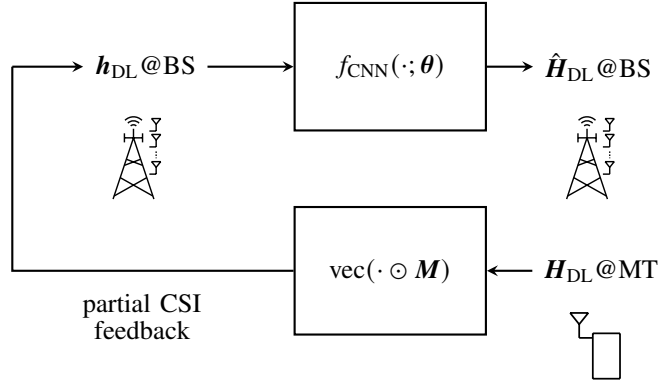 𝒉_DL@BS
f_CNN(·; 𝜽)
𝑯̂_DL@BS
vec(· ⊙ 𝑴)
𝑯_DL@MT
partial CSI
feedback